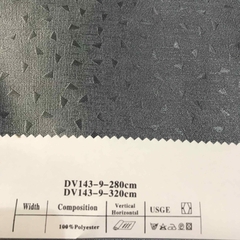 DV143-9-280cm
DV143-9-320cm
Width Composition Vertical Horizontal USGE
100%Polyester